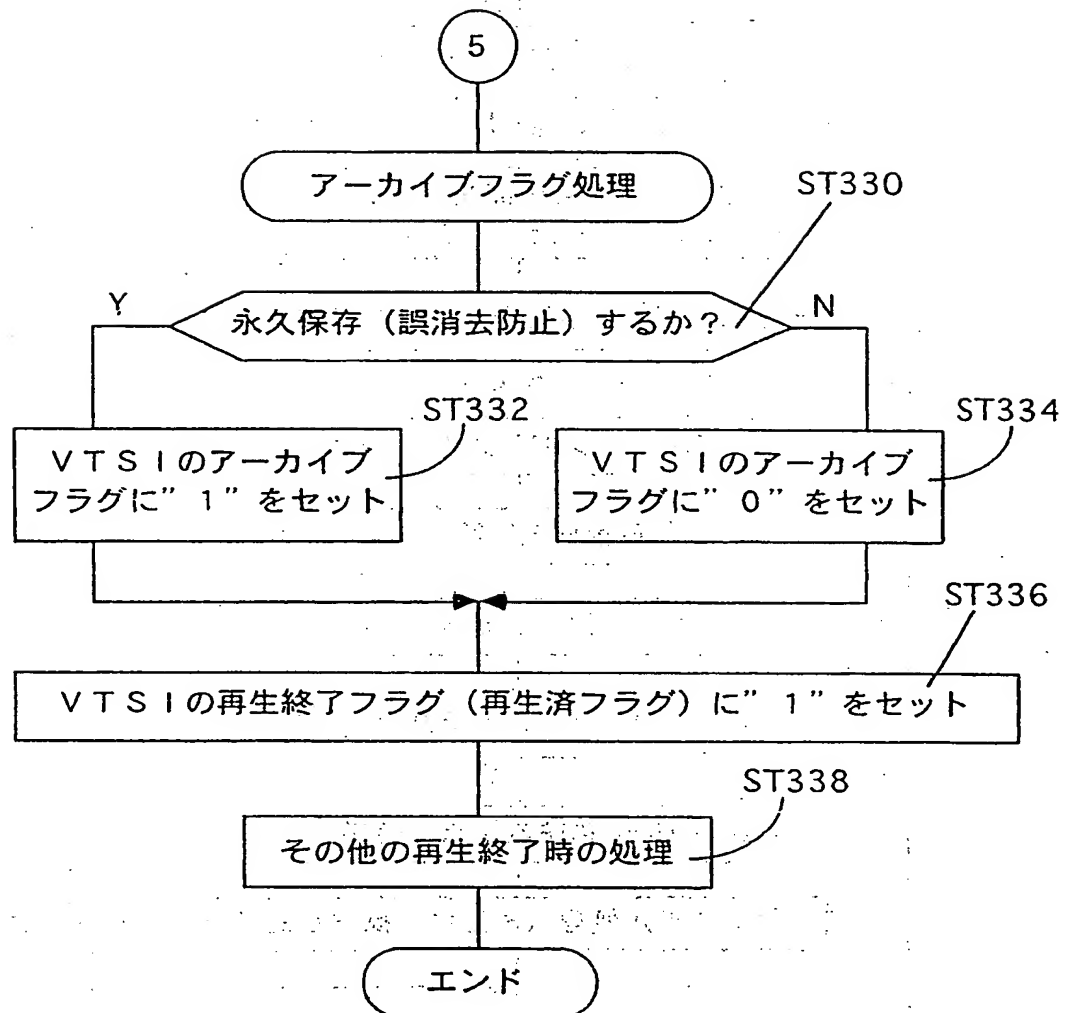 5
アーカイブフラグ処理
ST330
Y
永久保存（誤消去防止）するか？
N
ST332
ST334
ＶＴＳＩのアーカイブ
フラグに”１”をセット
ＶＴＳＩのアーカイブ
フラグに”０”をセット
ST336
ＶＴＳＩの再生終了フラグ（再生済フラグ）に”１”をセット
ST338
その他の再生終了時の処理
エンド